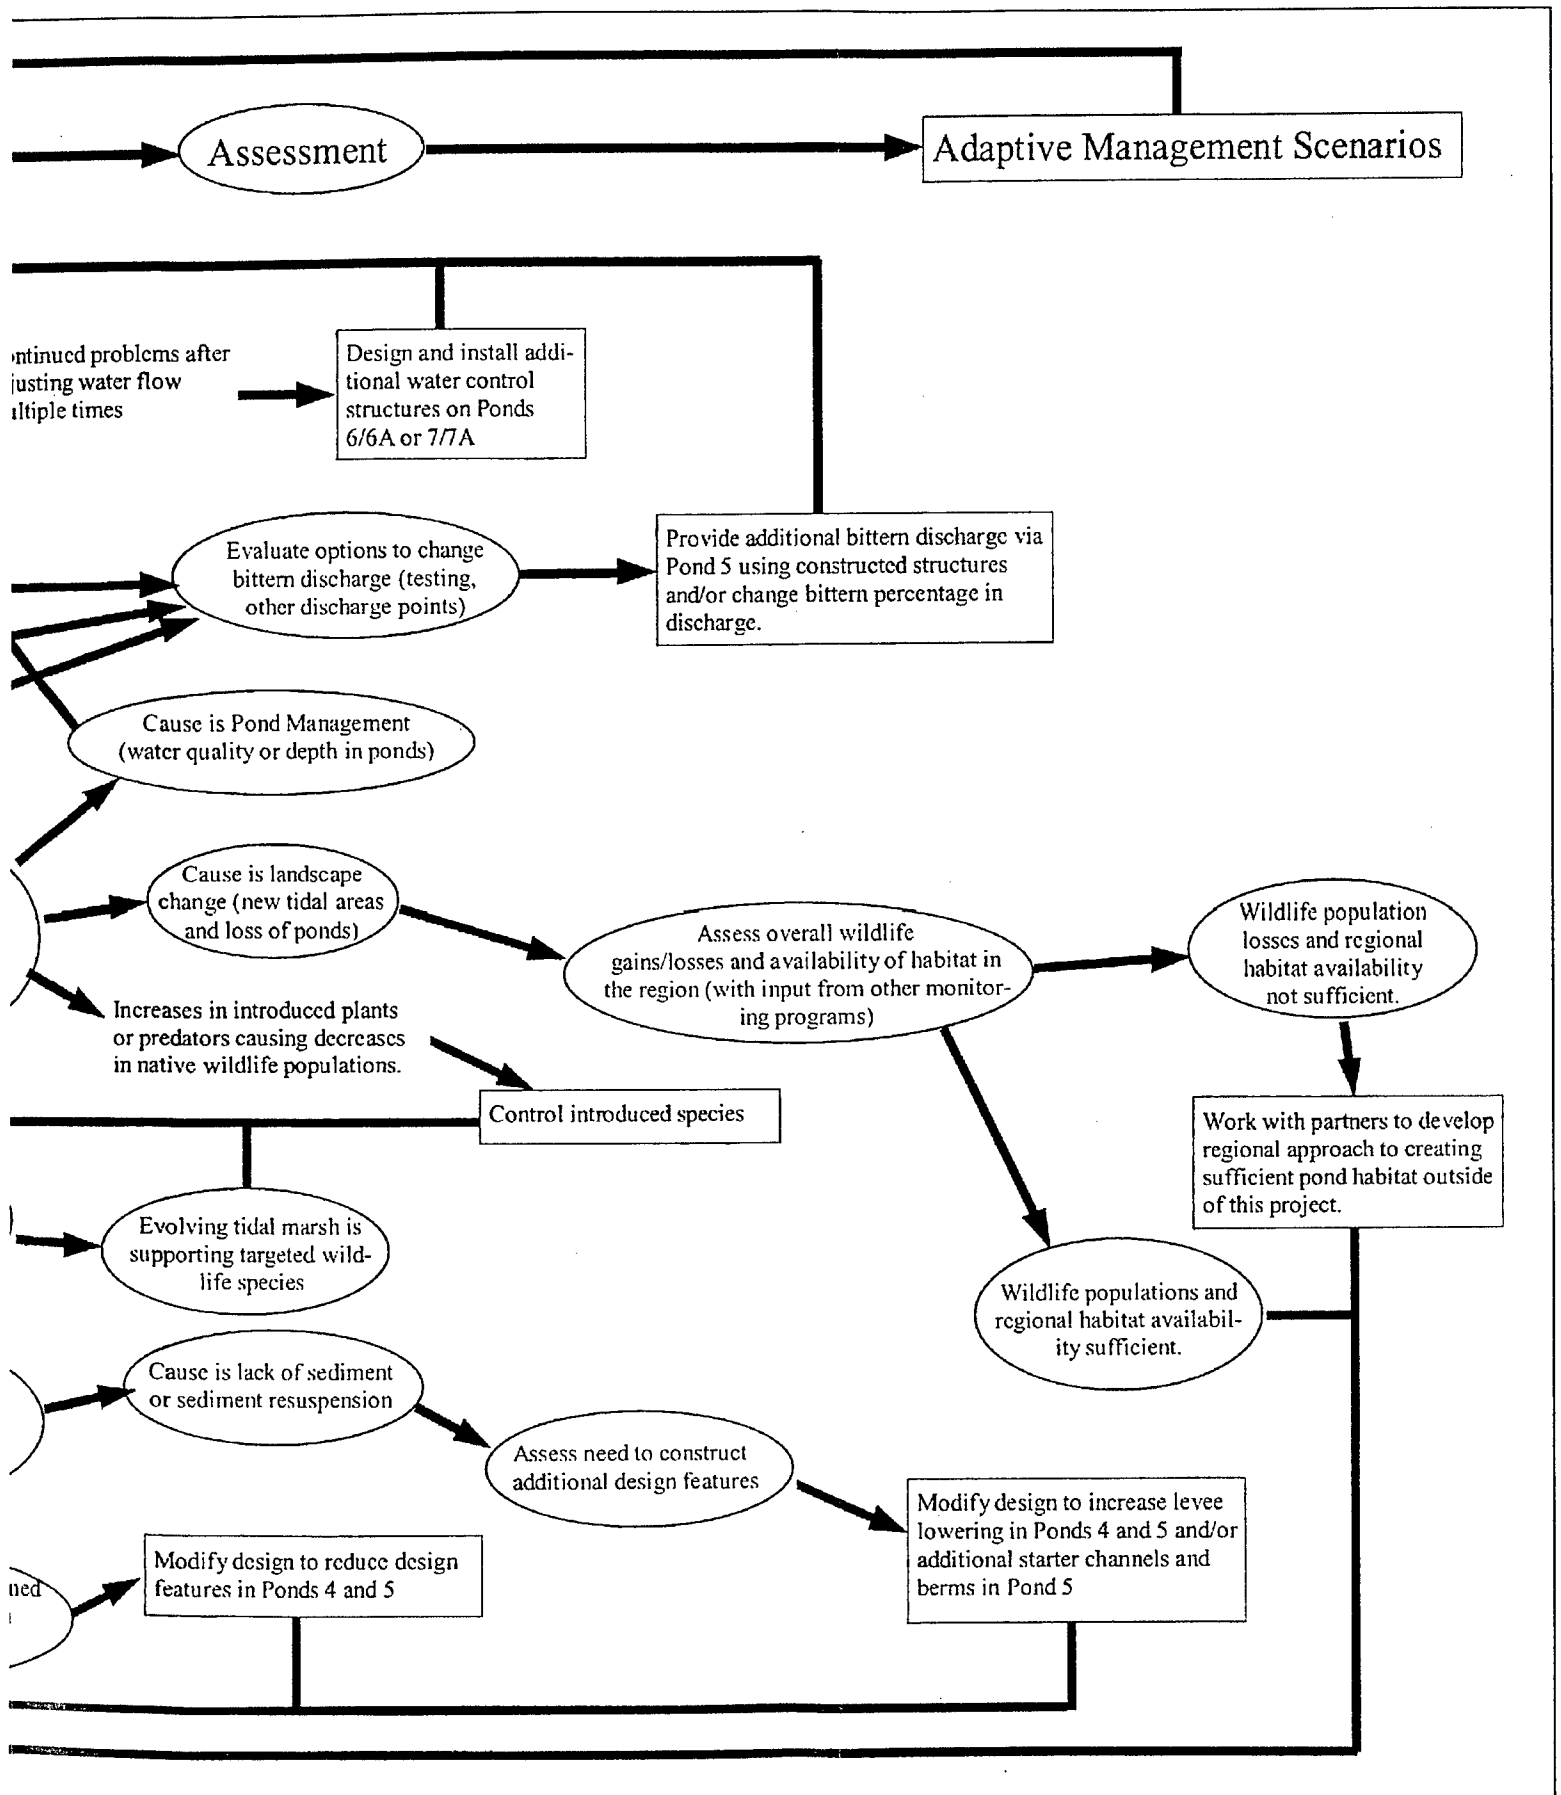 Assessment
Adaptive Management Scenarios
ontinued problems after
justing water flow
ultiple times
Design and install addi-
tional water control
structures on Ponds
6/6A or 7/7A
Evaluate options to change
bittern discharge (testing,
other discharge points)
Provide additional bittern discharge via
Pond 5 using constructed structures
and/or change bittern percentage in
discharge.
Cause is Pond Management
(water quality or depth in ponds)
Cause is landscape
change (new tidal areas
and loss of ponds)
Assess overall wildlife
gains/losses and availability of habitat in
the region (with input from other monitor-
ing programs)
Wildlife population
losses and regional
habitat availability
not sufficient.
Increases in introduced plants
or predators causing decreases
in native wildlife populations.
Control introduced species
Work with partners to develop
regional approach to creating
sufficient pond habitat outside
of this project.
Evolving tidal marsh is
supporting targeted wild-
life species
Wildlife populations and
regional habitat availabil-
ity sufficient.
Cause is lack of sediment
or sediment resuspension
Assess need to construct
additional design features
Modify design to increase levee
lowering in Ponds 4 and 5 and/or
additional starter channels and
berms in Pond 5
ned
Modify design to reduce design
features in Ponds 4 and 5